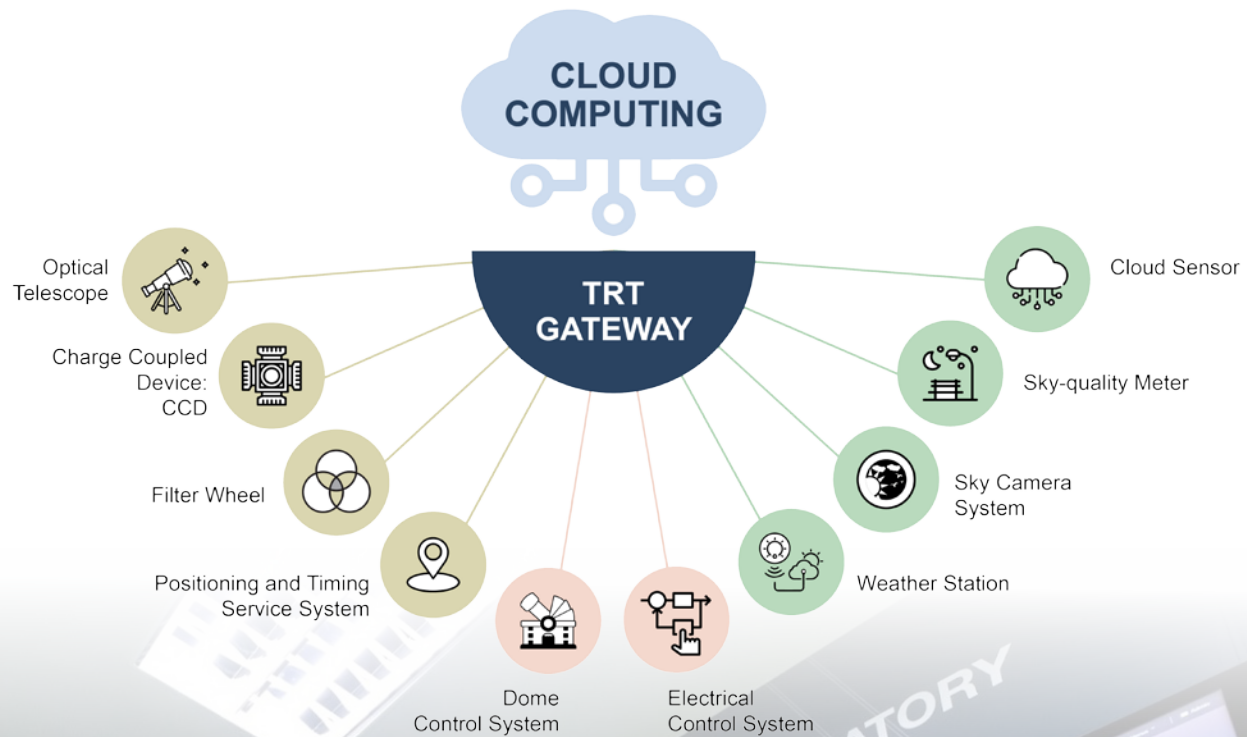 CLOUD
COMPUTING
TRT
GATEWAY
Optical
Telescope
Charge Coupled
Device:
CCD
Filter Wheel
Positioning and Timing
Service System
Dome
Control System
Electrical
Control System
Weather Station
Sky Camera
System
Sky-quality Meter
Cloud Sensor
ATORY